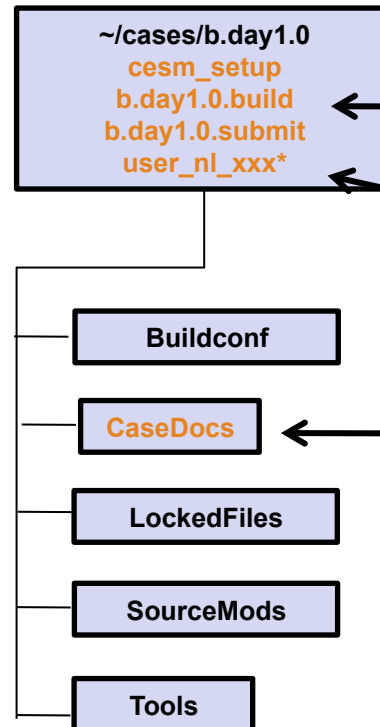 ~/cases/b.day1.0
cesm_setup
b.day1.0.build
b.day1.0.submit
user_nl_xxx*
Buildconf
CaseDocs
LockedFiles
SourceMods
Tools